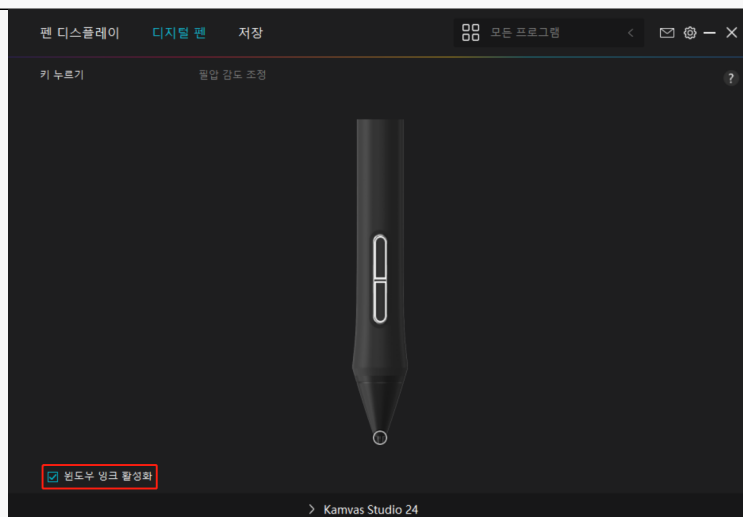 펜 디스플레이 디지털 펜 저장 모든 프로그램
키 누르기 필압 감도 조정
?
윈도우 잉크 활성화
Kamvas Studio 24